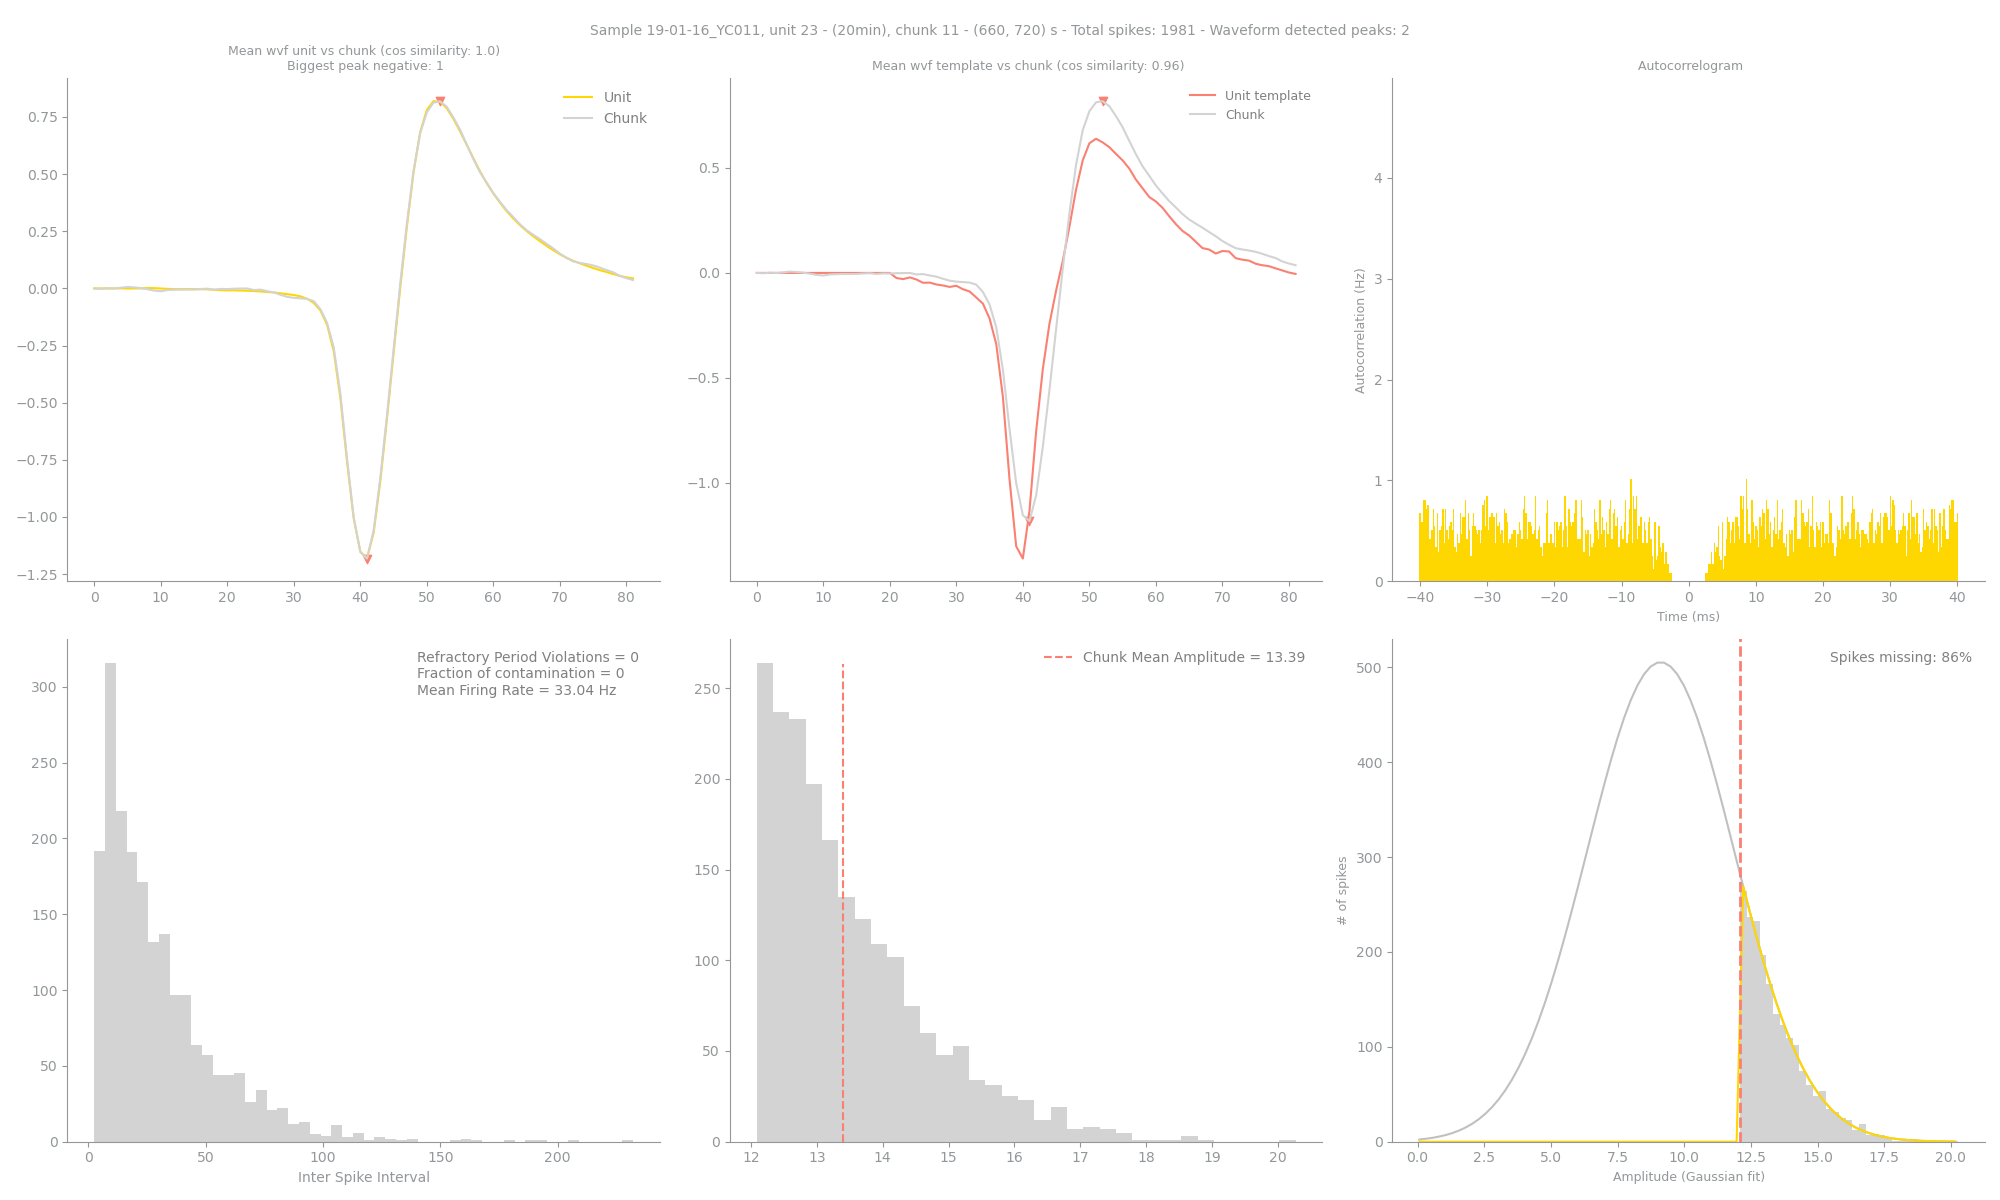 Sample 19-01-16_YC011, unit 23 - (20min), chunk 11 - (660, 720) s - Total spikes: 1981 - Waveform detected peaks: 2
Mean wvf unit vs chunk (cos similarity: 1.0)
Biggest peak negative: 1
Unit
Chunk
0.75
0.50
0.25
0.00
−0.25
−0.50
−0.75
−1.00
−1.25
0 10 20 30 40 50 60 70 80
Mean wvf template vs chunk (cos similarity: 0.96)
Unit template
Chunk
0.5
0.0
−0.5
−1.0
0 10 20 30 40 50 60 70 80
Autocorrelogram
Autocorrelation (Hz)
4
3
2
1
0
−40 −30 −20 −10 0 10 20 30 40
Time (ms)
Refractory Period Violations = 0
Fraction of contamination = 0
Mean Firing Rate = 33.04 Hz
300
250
200
150
100
50
0
0 50 100 150 200
Inter Spike Interval
Chunk Mean Amplitude = 13.39
250
200
150
100
50
0
12 13 14 15 16 17 18 19 20
Spikes missing: 86%
# of spikes
500
400
300
200
100
0
0.0 2.5 5.0 7.5 10.0 12.5 15.0 17.5 20.0
Amplitude (Gaussian fit)